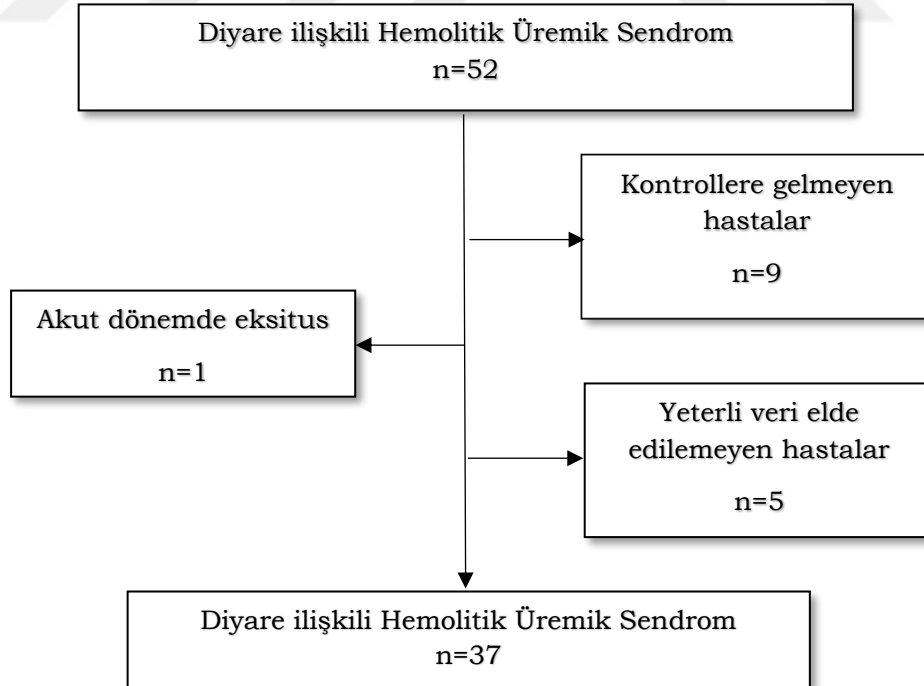 Diyare ilişkili Hemolitik Üremik Sendrom
n=52
Kontrollere gelmeyen
hastalar
n=9
Akut dönemde eksitus
n=1
Yeterli veri elde
edilemeyen hastalar
n=5
Diyare ilişkili Hemolitik Üremik Sendrom
n=37